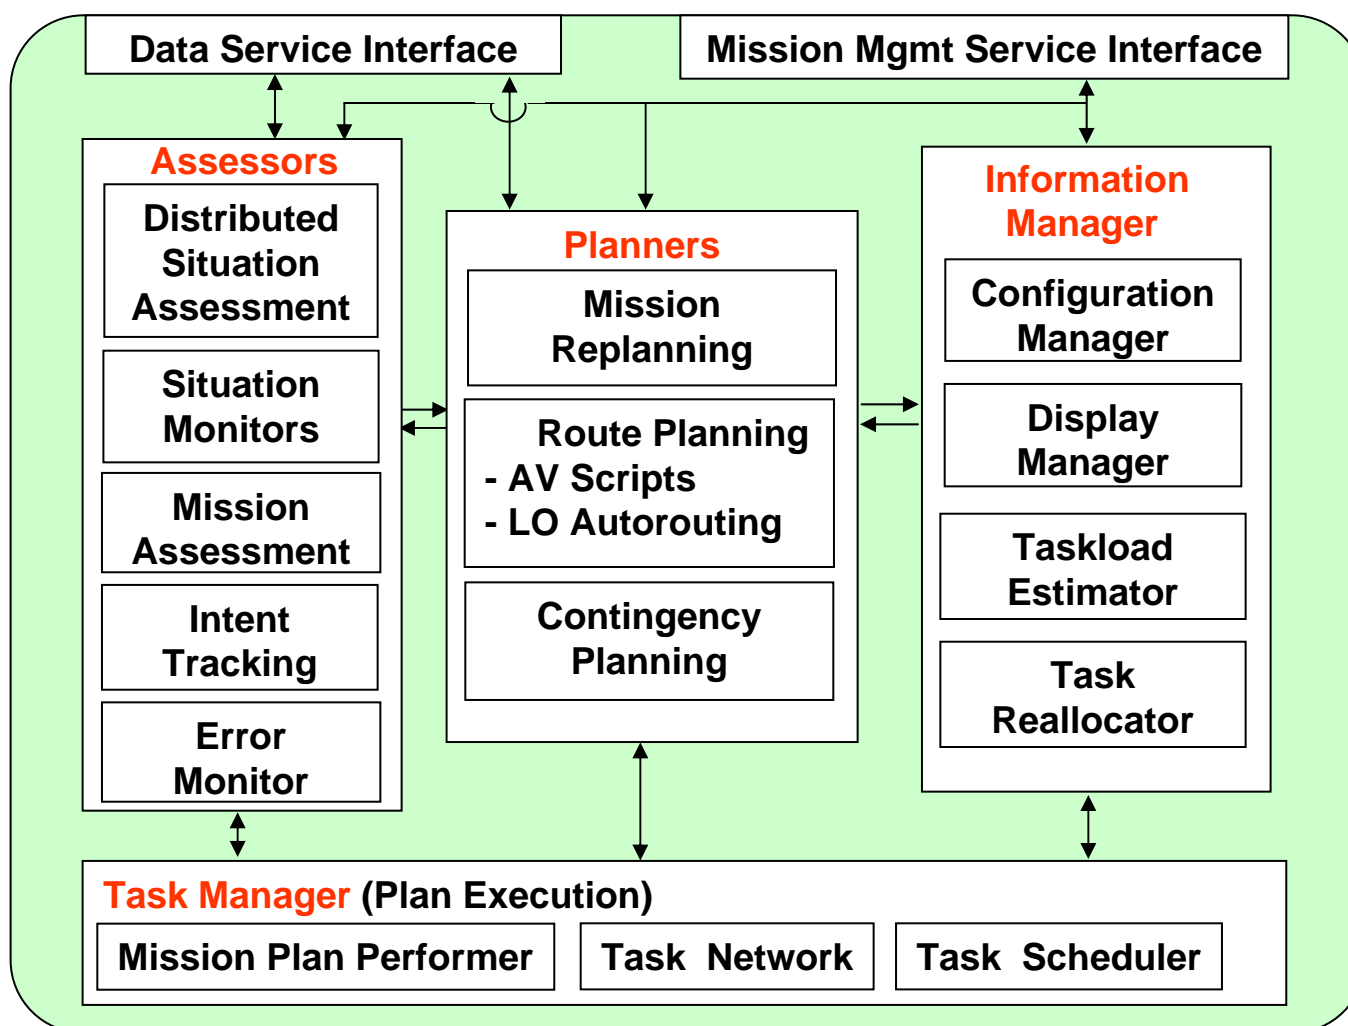 Data Service Interface
Mission Mgmt Service Interface
Assessors
Distributed
Situation
Assessment
Situation
Monitors
Mission
Assessment
Intent
Tracking
Error
Monitor
Planners
Mission
Replanning
Route Planning
- AV Scripts
- LO Autorouting
Contingency
Planning
Information
Manager
Configuration
Manager
Display
Manager
Taskload
Estimator
Task
Reallocator
Task Manager (Plan Execution)
Mission Plan Performer
Task Network
Task Scheduler